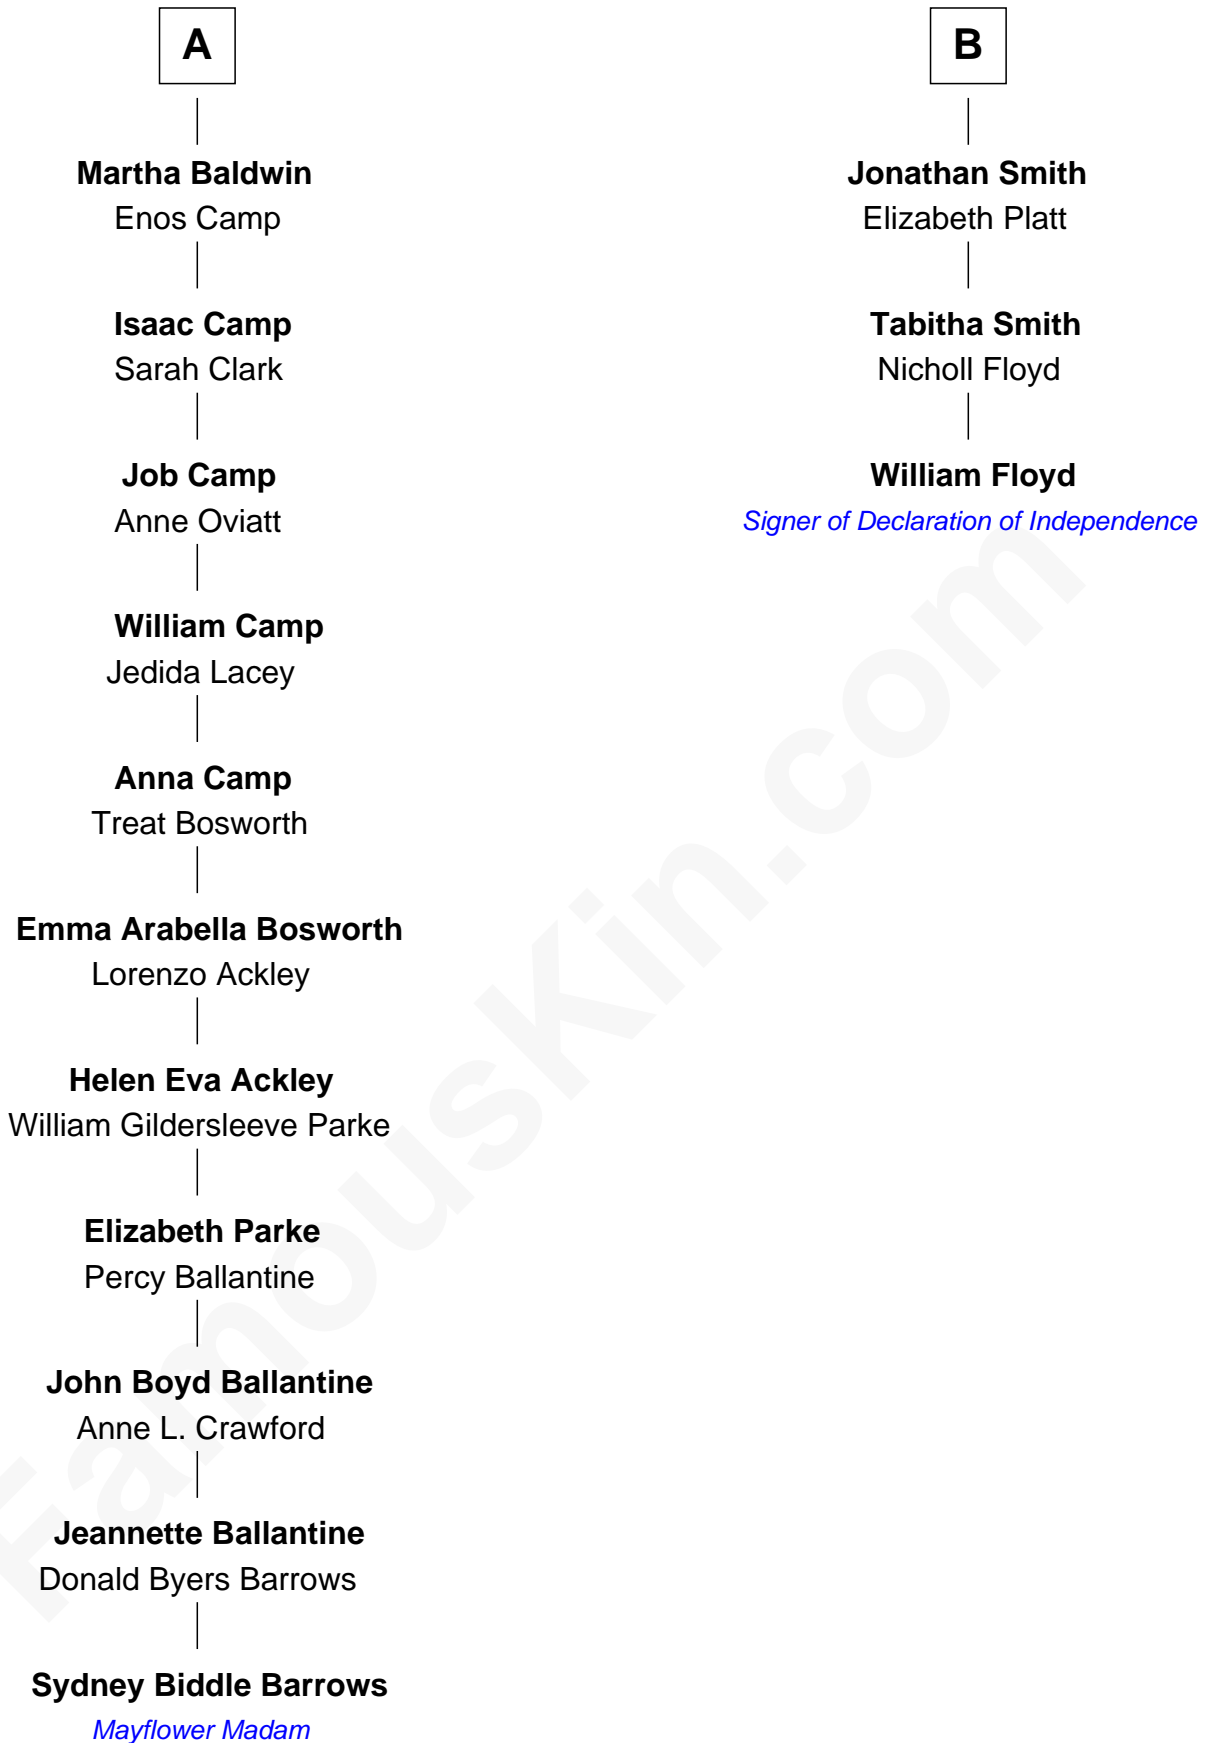 A
Martha Baldwin
Enos Camp
Isaac Camp
Sarah Clark
Job Camp
Anne Oviatt
William Camp
Jedida Lacey
Anna Camp
Treat Bosworth
Emma Arabella Bosworth
Lorenzo Ackley
Helen Eva Ackley
William Gildersleeve Parke
Elizabeth Parke
Percy Ballantine
John Boyd Ballantine
Anne L. Crawford
Jeannette Ballantine
Donald Byers Barrows
Sydney Biddle Barrows
Mayflower Madam
B
Jonathan Smith
Elizabeth Platt
Tabitha Smith
Nicholl Floyd
William Floyd
Signer of Declaration of Independence
FamousKin.com